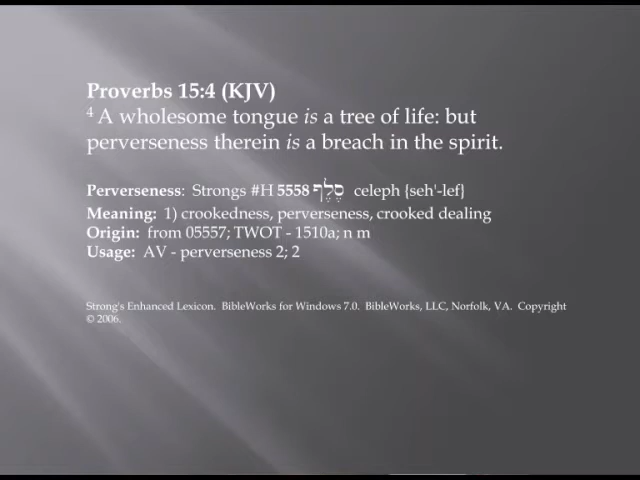 Proverbs 15:4 (KJV)
4 A wholesome tongue is a tree of life: but
perverseness therein is a breach in the spirit.
Perverseness: Strongs #H 5558 סֶלֶף celeph {seh'-lef}
Meaning: 1) crookedness, perverseness, crooked dealing
Origin: from 05557; TWOT - 1510a; n m
Usage: AV - perverseness 2; 2
Strong's Enhanced Lexicon. BibleWorks for Windows 7.0. BibleWorks, LLC, Norfolk, VA. Copyright
© 2006.